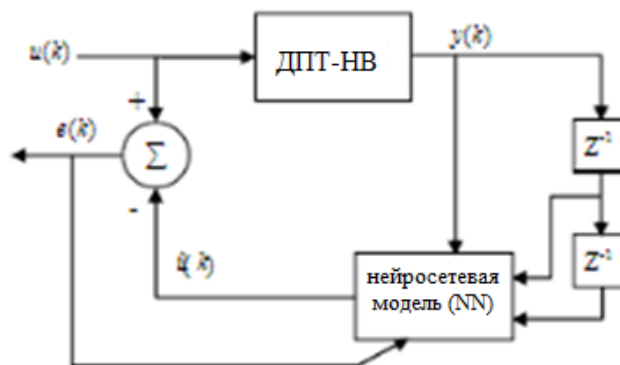 u(k)
ДПТ-НВ
y(k)
+
e(k)
Σ
Z⁻¹
-
û(k)
нейросетевая
модель (NN)
Z⁻¹